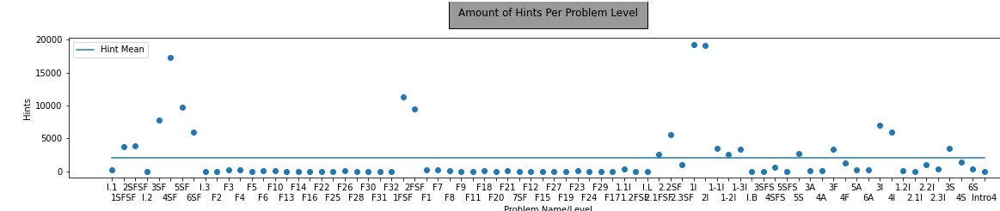 Amount of Hints Per Problem Level
20000
15000
10000
5000
0
Hints
Hint Mean
I.1 2SFSF 3SF 5SF I.3 F3 F5 F10 F14 F22 F26 F30 F32 2FSF F7 F9 F18 F21 F12 F27 F23 F29 1.1I I.L 2.2SF 1I 1-1I 1-3I 3SFS 5SFS 3A 3F 5A 3I 1.2I 2.2I 3S 6S
1SFSF I.2 4SF 6SF F2 F4 F6 F13 F16 F25 F28 F31 1FSF F1 F8 F11 F20 7SF F15 F19 F24 F17 1.2FSF 2.1FSF 2.3SF 2I 1-2I I.B 4SFS 5S 4A 4F 6A 4I 2.1I 2.3I 4S Intro4
Problem Name/Level